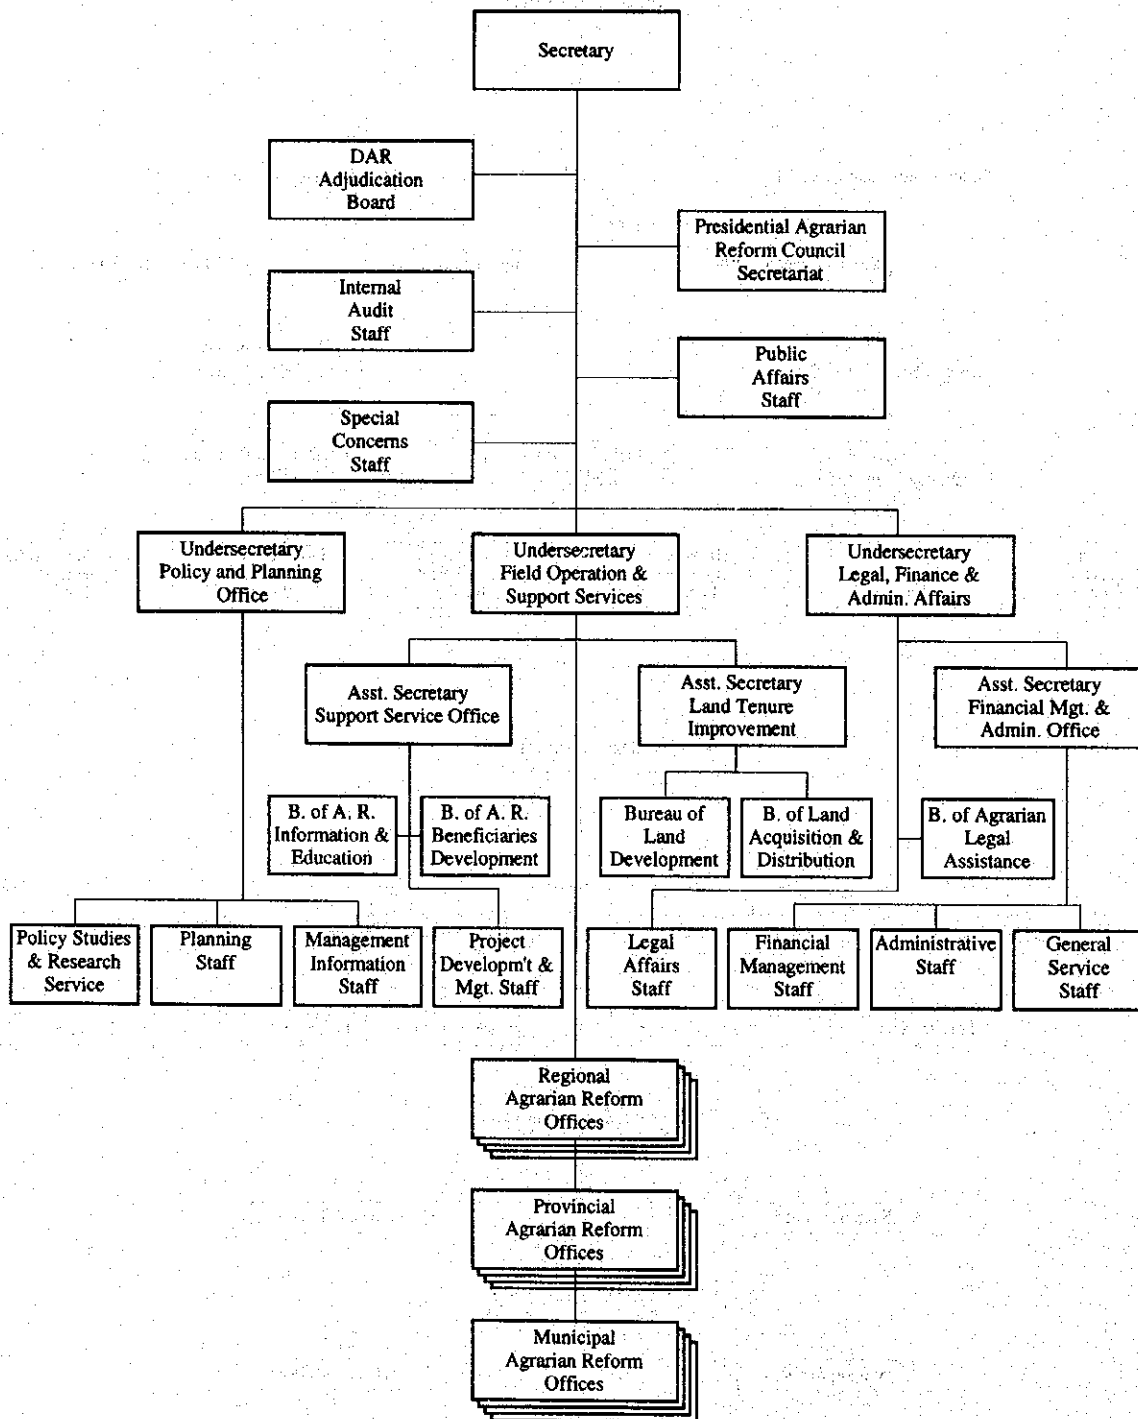 Secretary
DAR
Adjudication
Board
Presidential Agrarian
Reform Council
Secretariat
Internal
Audit
Staff
Public
Affairs
Staff
Special
Concerns
Staff
Undersecretary
Policy and Planning
Office
Undersecretary
Field Operation &
Support Services
Undersecretary
Legal, Finance &
Admin. Affairs
Asst. Secretary
Support Service Office
Asst. Secretary
Land Tenure
Improvement
Asst. Secretary
Financial Mgt. &
Admin. Office
B. of A. R.
Information &
Education
B. of A. R.
Beneficiaries
Development
Bureau of
Land
Development
B. of Land
Acquisition &
Distribution
B. of Agrarian
Legal
Assistance
Policy Studies
& Research
Service
Planning
Staff
Management
Information
Staff
Project
Developm't &
Mgt. Staff
Legal
Affairs
Staff
Financial
Management
Staff
Administrative
Staff
General
Service
Staff
Regional
Agrarian Reform
Offices
Provincial
Agrarian Reform
Offices
Municipal
Agrarian Reform
Offices